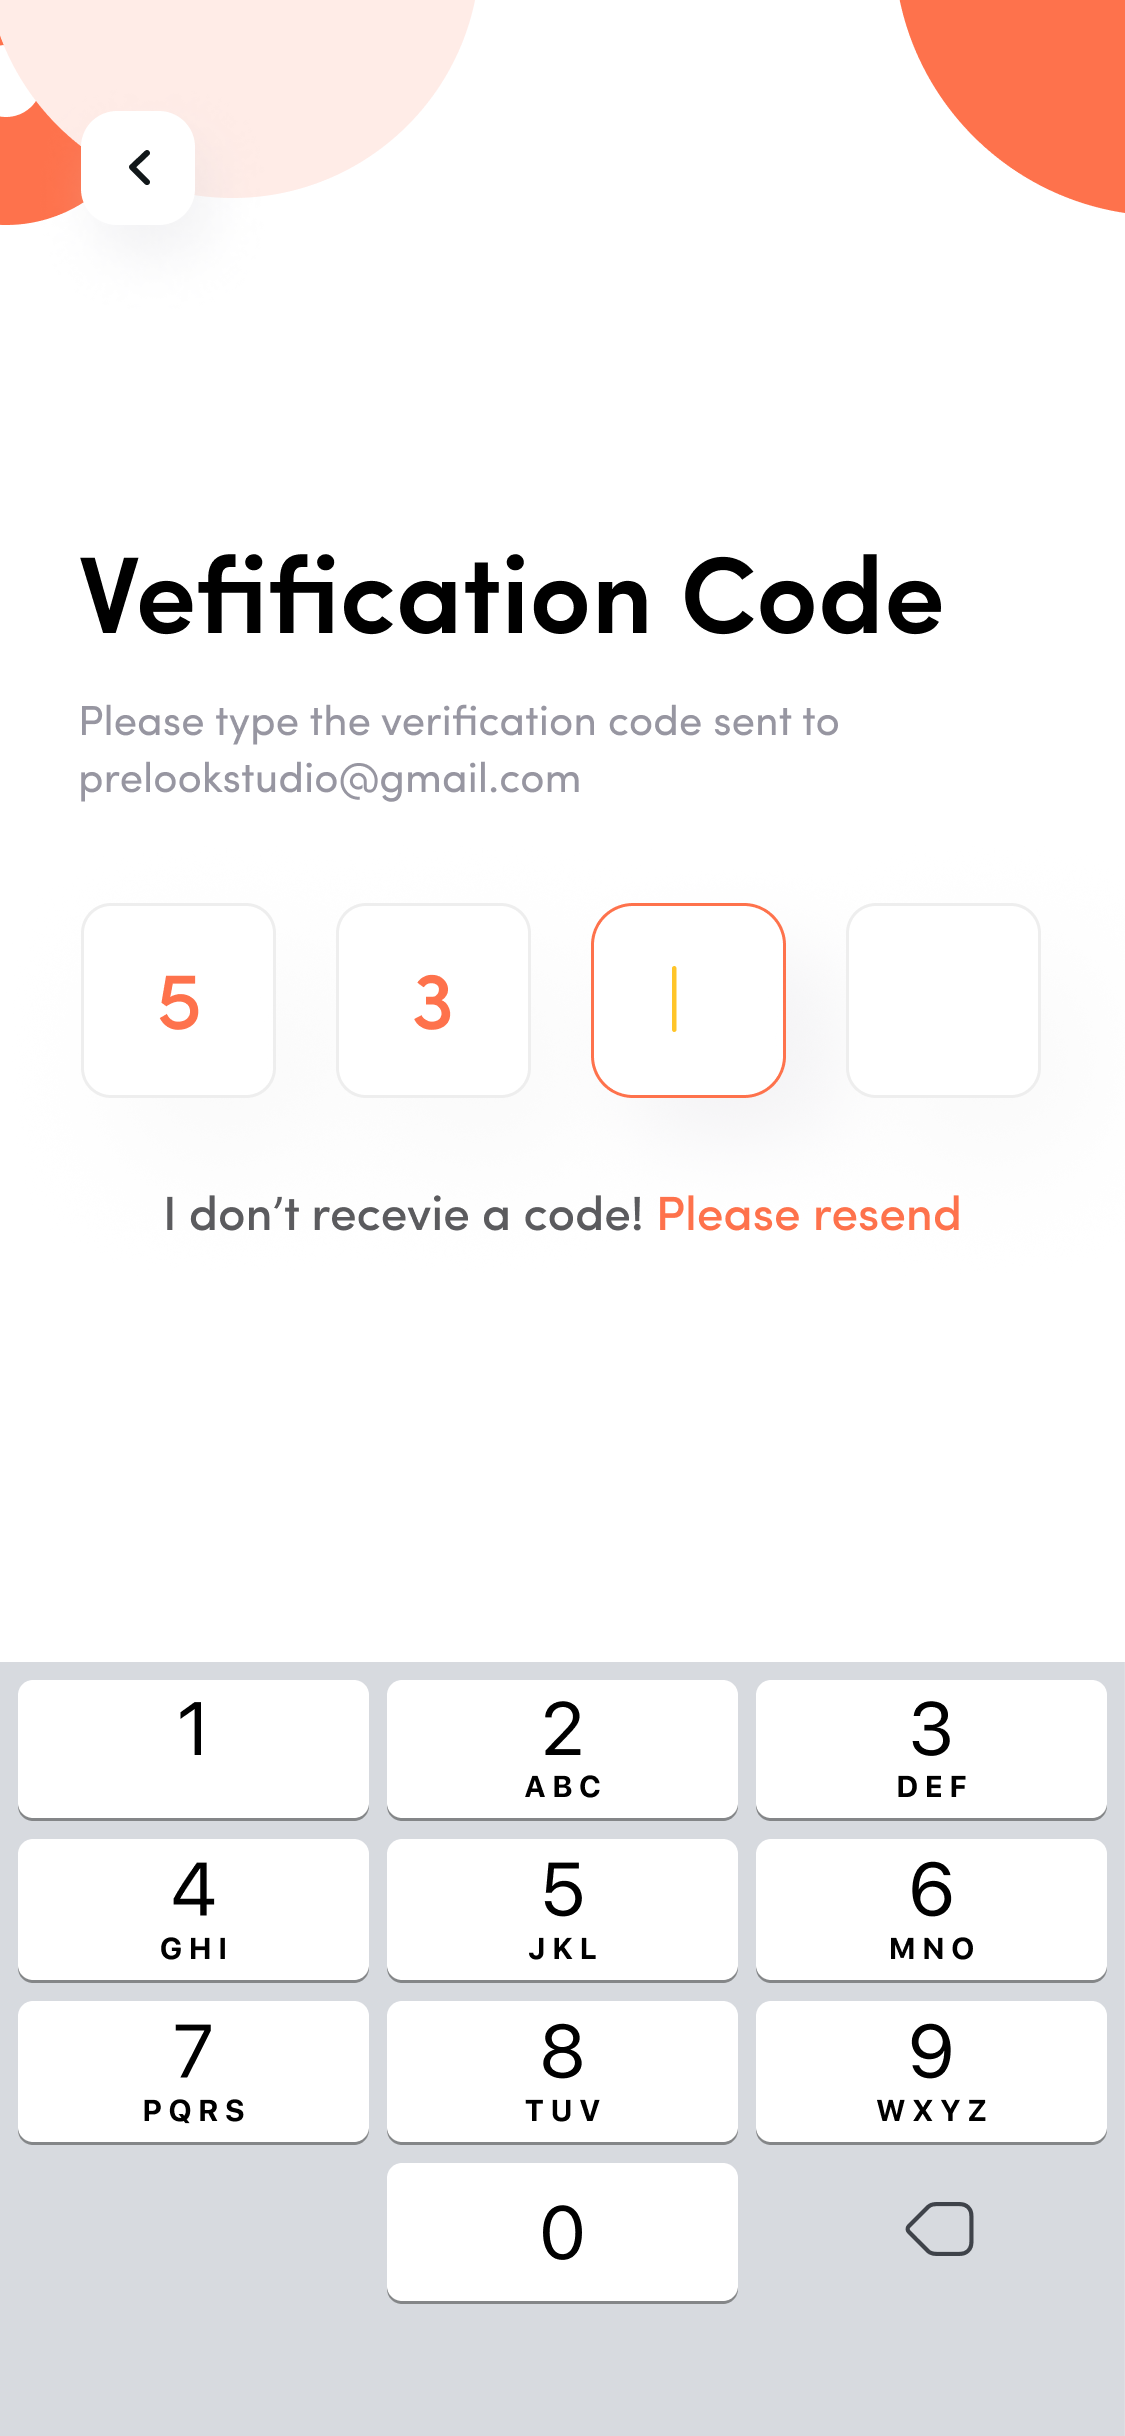 Vefification Code
Please type the verification code sent to
prelookstudio@gmail.com
5 3
I don’t recevie a code! Please resend
1 2 3
ABC DEF
4 5 6
GHI JKL MNO
7 8 9
PQRS TUV WXYZ
0